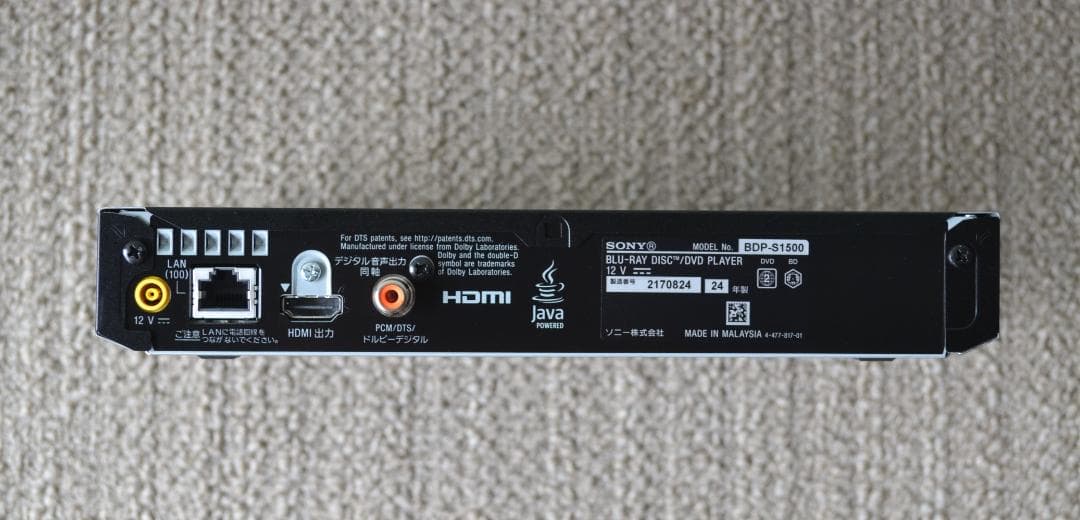 LAN
(100)
12 V
ご注意 LANに電話回線を
つながないでください。
HDMI 出力
For DTS patents, see http://patents.dts.com.
Manufactured under license from Dolby Laboratories.
Dolby and the double-D
symbol are trademarks
of Dolby Laboratories.
デジタル音声出力
同軸
PCM/DTS/
ドルビーデジタル
HDMI
Java
POWERED
SONY® MODEL No. BDP-S1500
BLU-RAY DISC™/DVD PLAYER
12 V
DVD BD
2
製造番号 2170824 24 年製
ソニー株式会社 MADE IN MALAYSIA 4-477-817-01